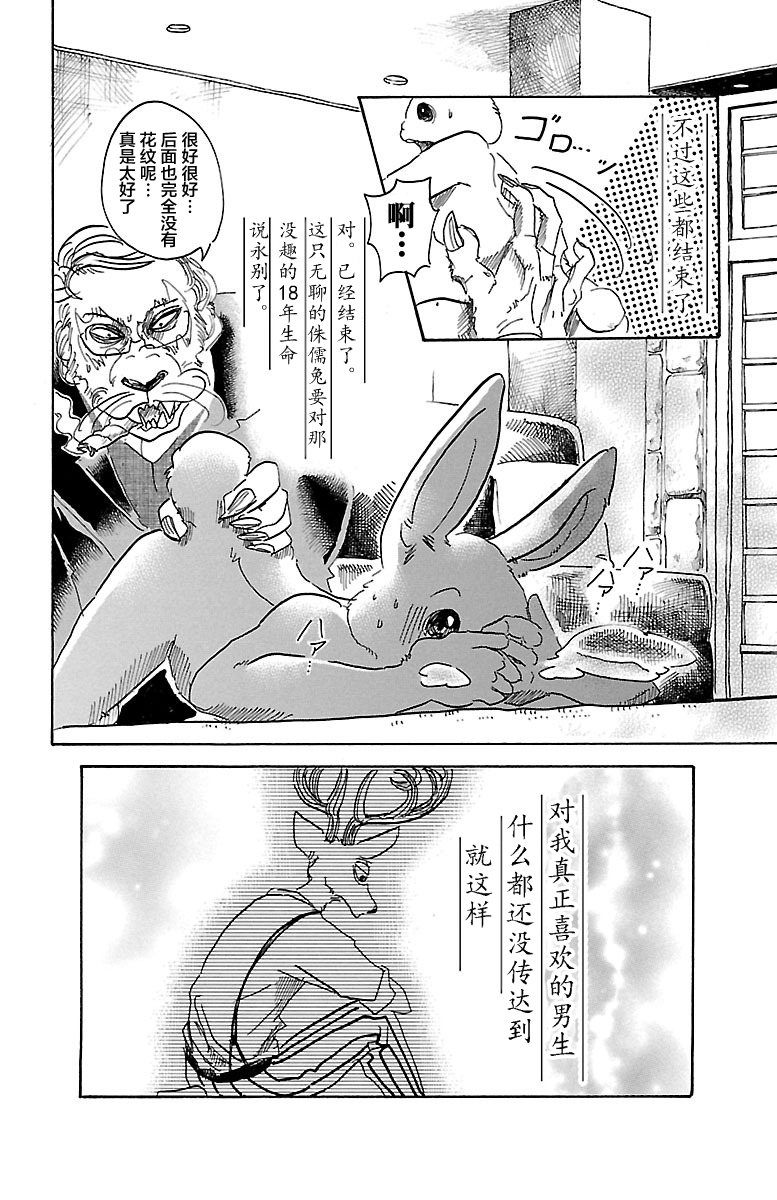 不过这些都结束了
ゴロ…
啊…
对。已经结束了。
这只无聊的侏儒兔要对那
没趣的18年生命
说永别了。
很好很好…
后面也完全没有
花纹呢…
真是太好了
ハァ
ハァ
ハァ
对我真正喜欢的男生
什么都还没传达到
就这样